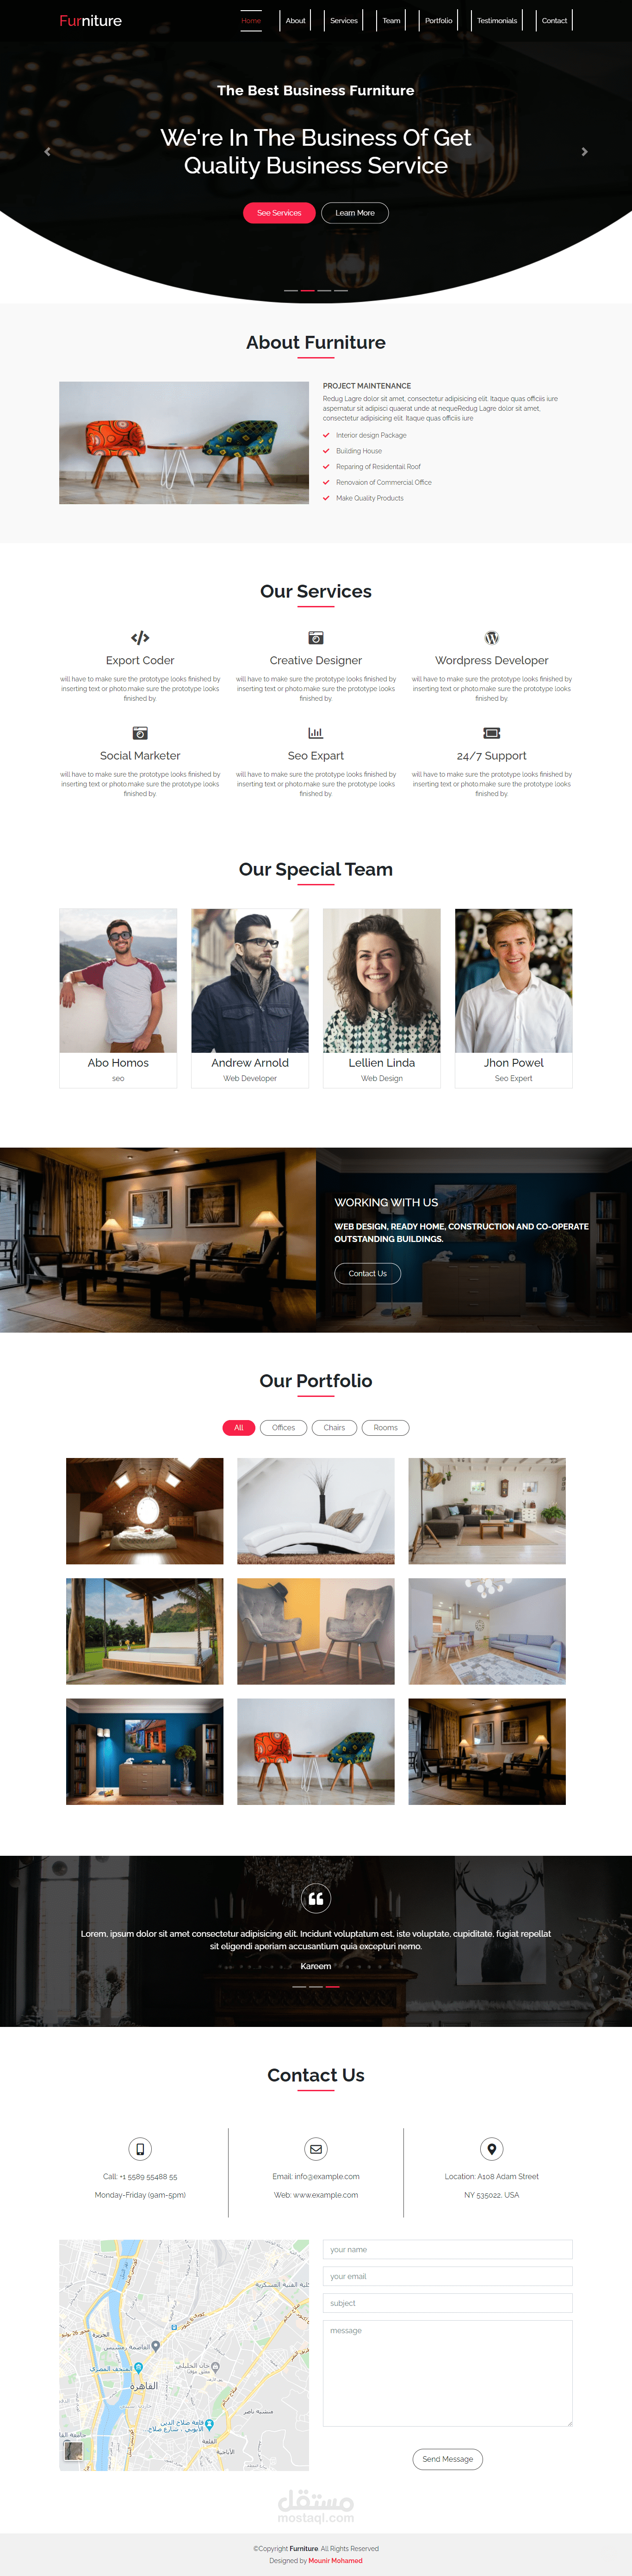 Furniture
Home About Services Team Portfolio Testimonials Contact
The Best Business Furniture
We're In The Business Of Get
Quality Business Service
See Services Learn More
About Furniture
PROJECT MAINTENANCE
Redug Lagre dolor sit amet, consectetur adipisicing elit. Itaque quas officiis iure
aspernatur sit adipisci quaerat unde at nequeRedug Lagre dolor sit amet,
consectetur adipisicing elit. Itaque quas officiis iure
Interior design Package
Building House
Reparing of Residentail Roof
Renovaion of Commercial Office
Make Quality Products
Our Services
Export Coder
will have to make sure the prototype looks finished by
inserting text or photo.make sure the prototype looks
finished by.
Creative Designer
will have to make sure the prototype looks finished by
inserting text or photo.make sure the prototype looks
finished by.
Wordpress Developer
will have to make sure the prototype looks finished by
inserting text or photo.make sure the prototype looks
finished by.
Social Marketer
will have to make sure the prototype looks finished by
inserting text or photo.make sure the prototype looks
finished by.
Seo Expart
will have to make sure the prototype looks finished by
inserting text or photo.make sure the prototype looks
finished by.
24/7 Support
will have to make sure the prototype looks finished by
inserting text or photo.make sure the prototype looks
finished by.
Our Special Team
Abo Homos
seo
Andrew Arnold
Web Developer
Lellien Linda
Web Design
Jhon Powel
Seo Expert
WORKING WITH US
WEB DESIGN, READY HOME, CONSTRUCTION AND CO-OPERATE
OUTSTANDING BUILDINGS.
Contact Us
Our Portfolio
All Offices Chairs Rooms
Lorem, ipsum dolor sit amet consectetur adipisicing elit. Incidunt voluptatum est, iste voluptate, cupiditate, fugiat repellat
sit eligendi aperiam accusantium quia excepturi nemo.
Kareem
Contact Us
Call: +1 5589 55488 55
Monday-Friday (9am-5pm)
Email: info@example.com
Web: www.example.com
Location: A108 Adam Street
NY 535022, USA
القاهرة
خان الخليلي
المتحف المصري
الجزيرة
القلعة
قلعة صلاح الدين
الأيوبي ، شارع صلاح
منشية ناصر
your name
your email
subject
message
Send Message
مستقل
mostaql.com
©Copyright Furniture. All Rights Reserved
Designed by Mounir Mohamed